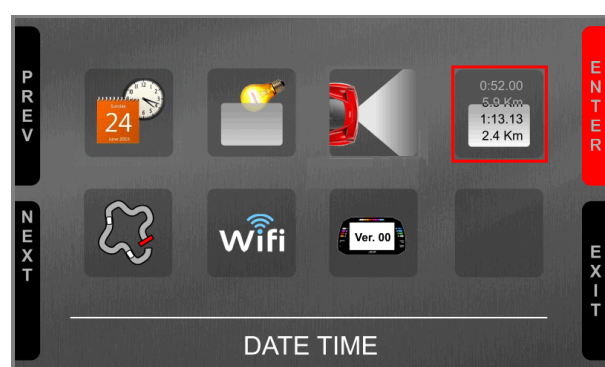 PREV
NEXT
Sunday
24
June 2023
0:52.00
5.9 Km
1:13.13
2.4 Km
Wifi
Ver. 00
DATE TIME
ENTER
EXIT